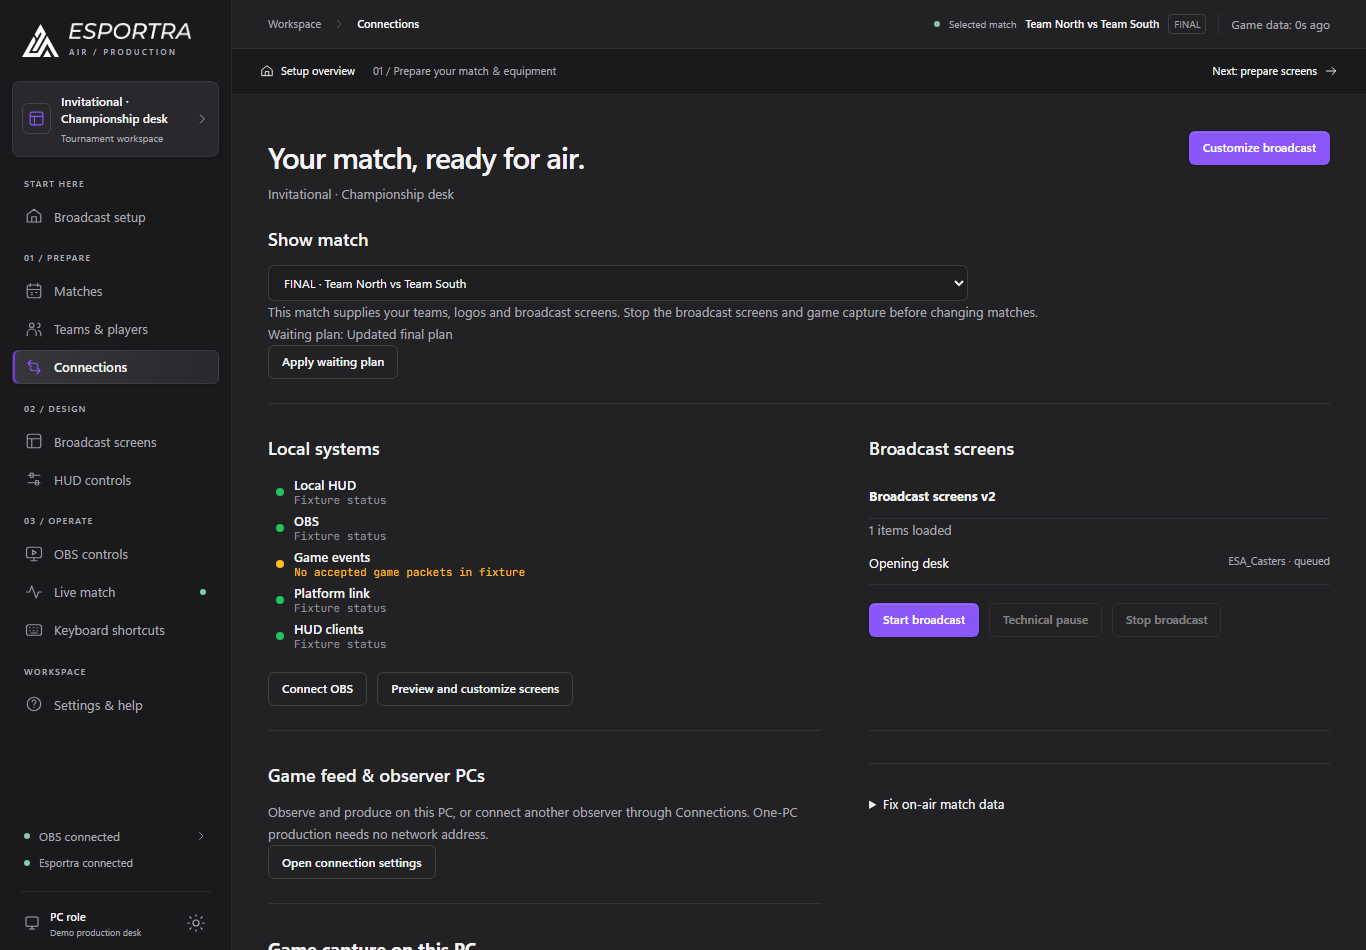 ESPORTRA
AIR / PRODUCTION
Invitational ·
Championship desk
Tournament workspace
START HERE
Broadcast setup
01 / PREPARE
Matches
Teams & players
Connections
02 / DESIGN
Broadcast screens
HUD controls
03 / OPERATE
OBS controls
Live match
Keyboard shortcuts
WORKSPACE
Settings & help
OBS connected
Esportra connected
PC role
Demo production desk
Workspace
Connections
Selected match
Team North vs Team South
FINAL
Game data: 0s ago
Setup overview
01 / Prepare your match & equipment
Next: prepare screens
Your match, ready for air.
Invitational · Championship desk
Customize broadcast
Show match
FINAL · Team North vs Team South
This match supplies your teams, logos and broadcast screens. Stop the broadcast screens and game capture before changing matches.
Waiting plan: Updated final plan
Apply waiting plan
Local systems
Local HUD
Fixture status
OBS
Fixture status
Game events
No accepted game packets in fixture
Platform link
Fixture status
HUD clients
Fixture status
Connect OBS
Preview and customize screens
Broadcast screens
Broadcast screens v2
1 items loaded
Opening desk
ESA_Casters · queued
Start broadcast
Technical pause
Stop broadcast
Game feed & observer PCs
Observe and produce on this PC, or connect another observer through Connections. One-PC
production needs no network address.
Open connection settings
Fix on-air match data
Game capture on this PC